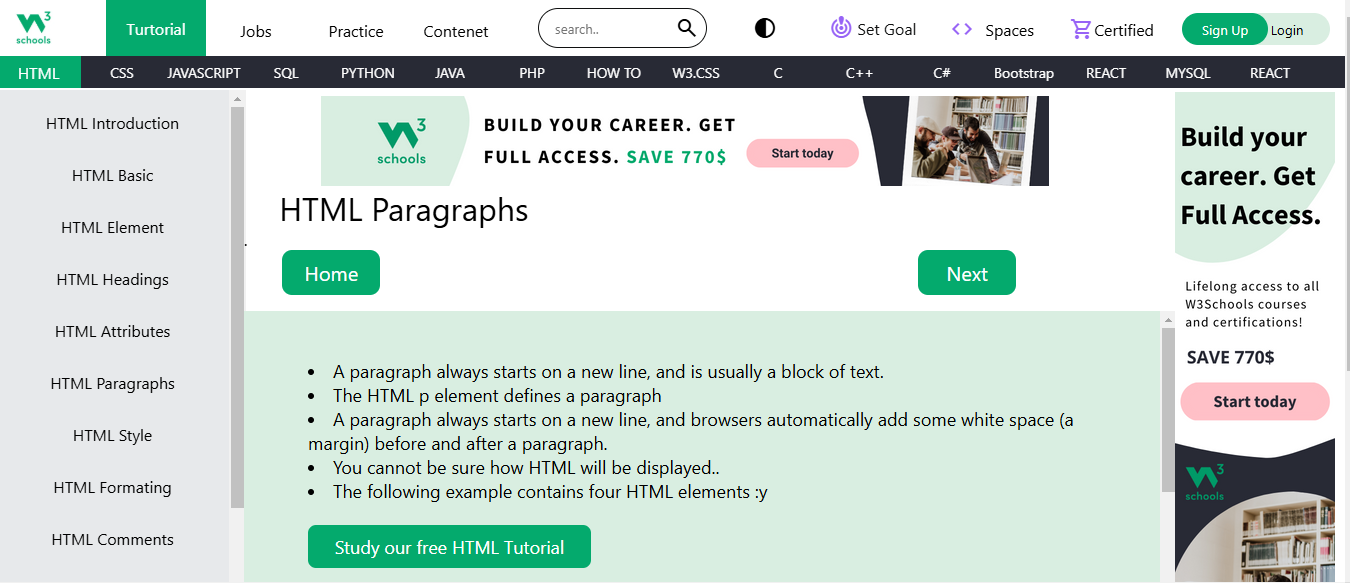 W3
schools
Turtorial
Jobs
Practice
Contenet
search..
Set Goal
Spaces
Certified
Sign Up
Login
HTML
CSS
JAVASCRIPT
SQL
PYTHON
JAVA
PHP
HOW TO
W3.CSS
C
C++
C#
Bootstrap
REACT
MYSQL
REACT
HTML Introduction
HTML Basic
HTML Element
HTML Headings
HTML Attributes
HTML Paragraphs
HTML Style
HTML Formating
HTML Comments
W3
schools
BUILD YOUR CAREER. GET
FULL ACCESS. SAVE 770$
Start today
HTML Paragraphs
.
Home
Next
• A paragraph always starts on a new line, and is usually a block of text.
• The HTML p element defines a paragraph
• A paragraph always starts on a new line, and browsers automatically add some white space (a
margin) before and after a paragraph.
• You cannot be sure how HTML will be displayed..
• The following example contains four HTML elements :y
Study our free HTML Tutorial
Build your
career. Get
Full Access.
Lifelong access to all
W3Schools courses
and certifications!
SAVE 770$
Start today
W3
schools